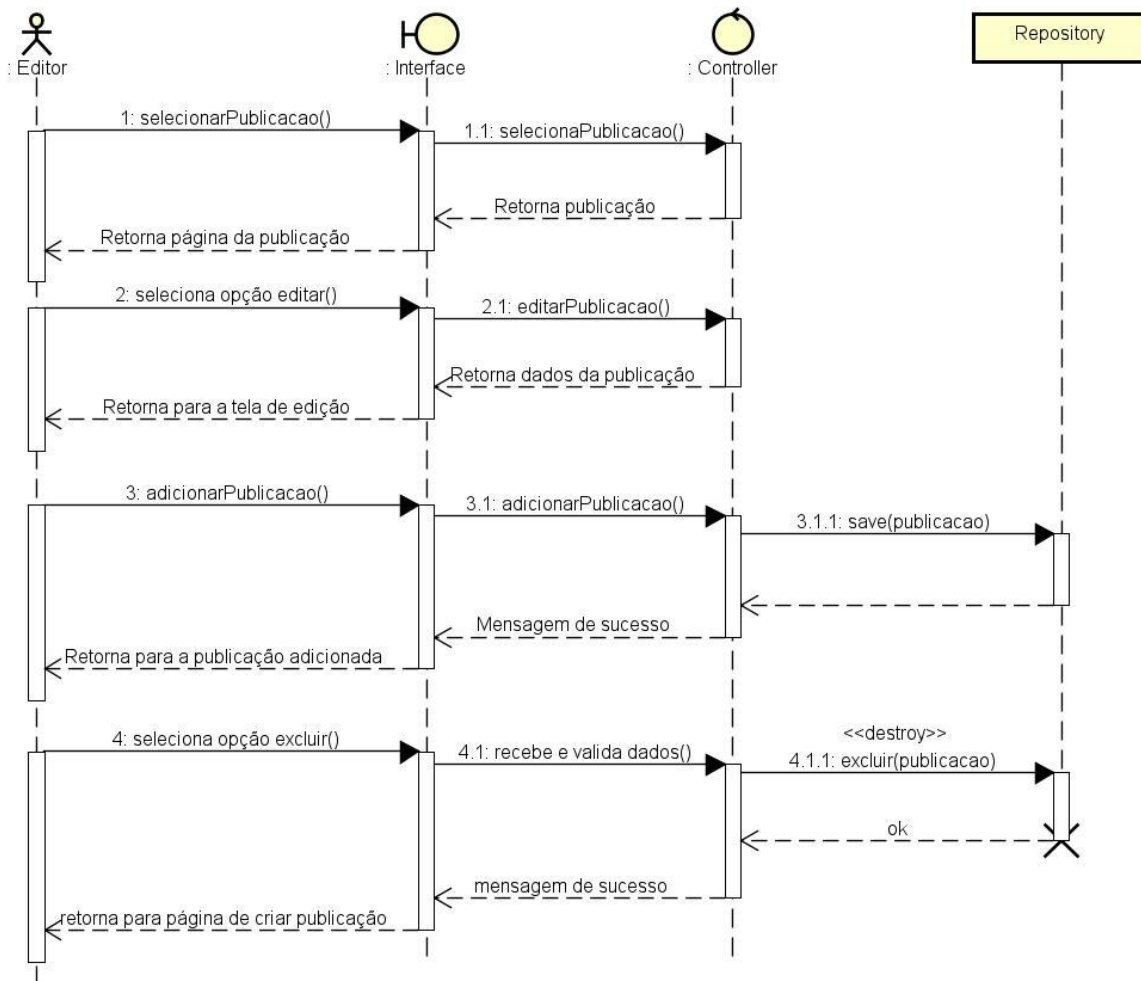 : Editor
: Interface
: Controller
Repository
1: selecionarPublicacao()
1.1: selecionaPublicacao()
Retorna publicação
Retorna página da publicação
2: seleciona opção editar()
2.1: editarPublicacao()
Retorna dados da publicação
Retorna para a tela de edição
3: adicionarPublicacao()
3.1: adicionarPublicacao()
3.1.1: save(publicacao)
Mensagem de sucesso
Retorna para a publicação adicionada
4: seleciona opção excluir()
4.1: recebe e valida dados()
<<destroy>>
4.1.1: excluir(publicacao)
ok
mensagem de sucesso
retorna para página de criar publicação